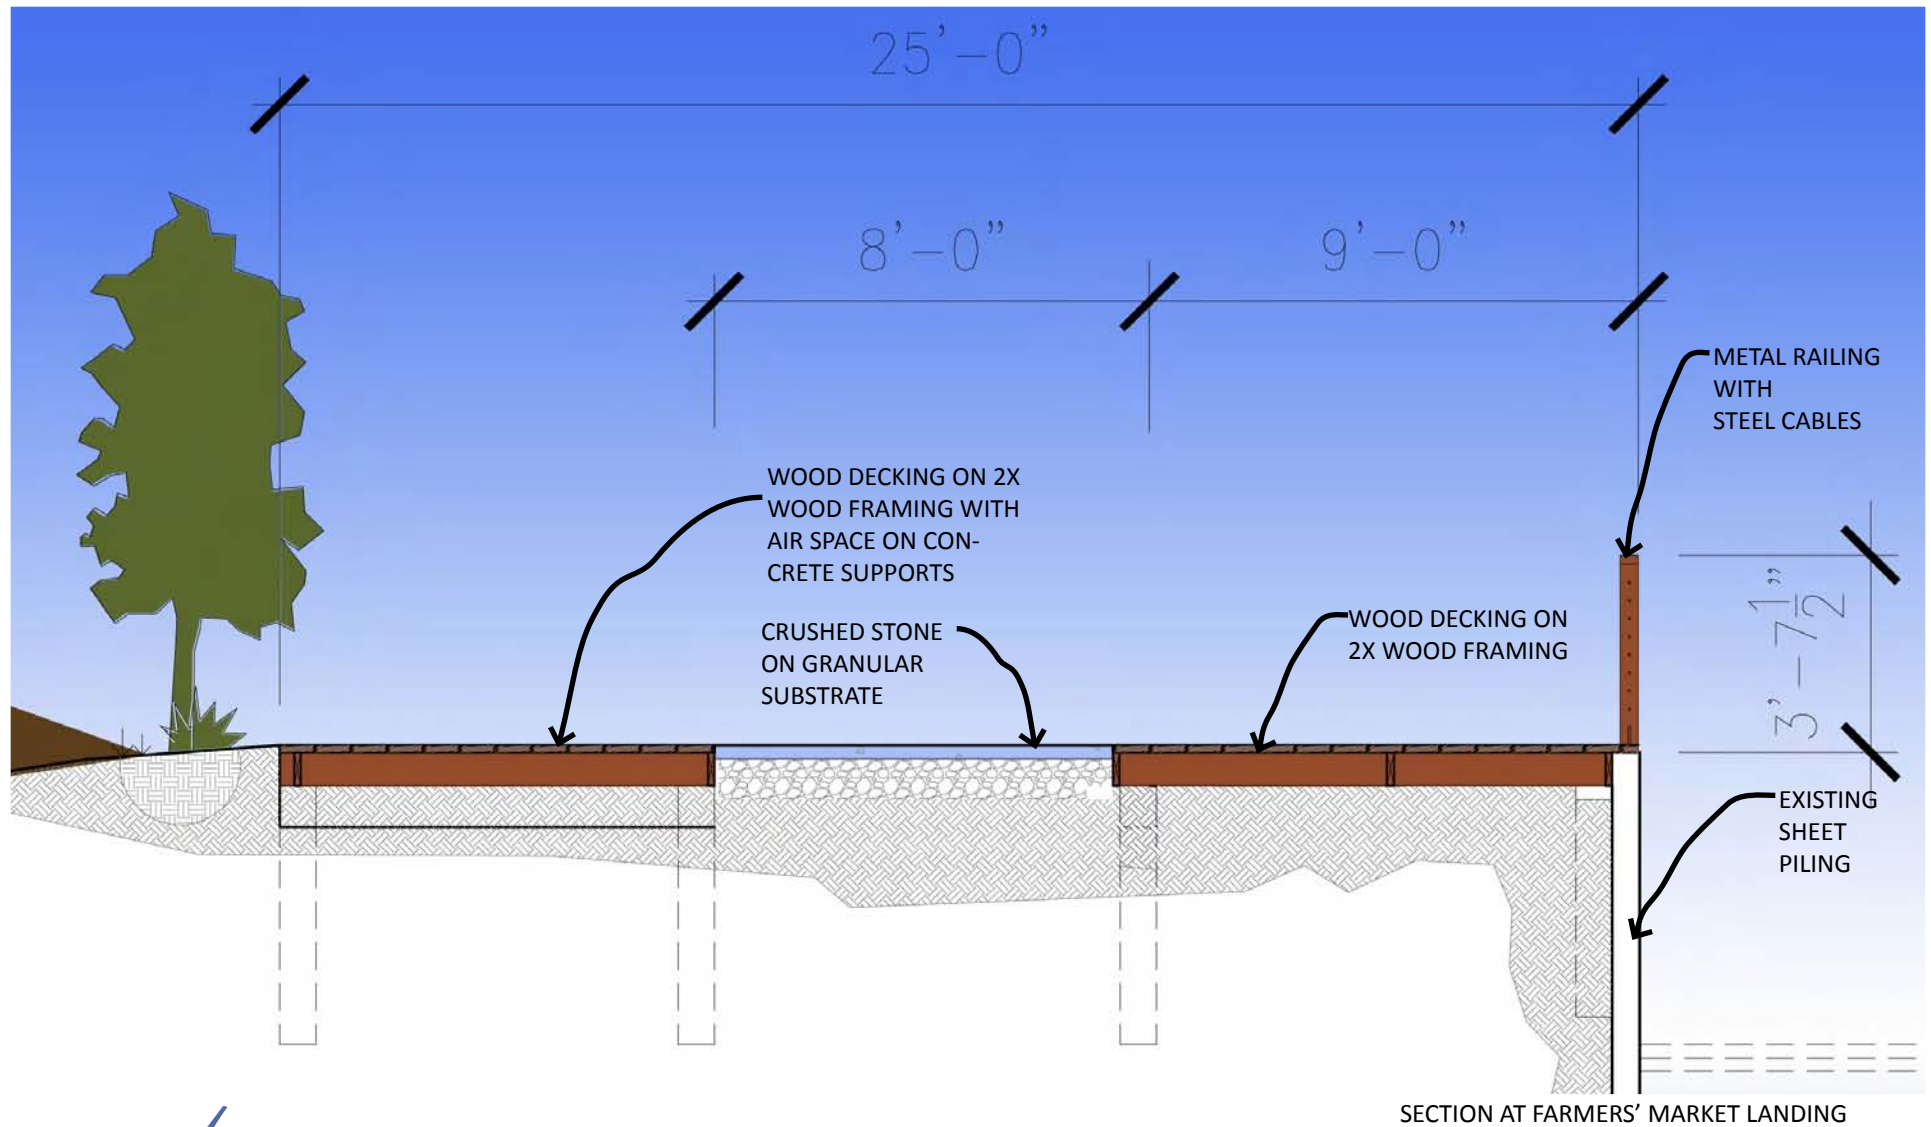 25'-0"
8'-0"
9'-0"
METAL RAILING
WITH
STEEL CABLES
WOOD DECKING ON 2X
WOOD FRAMING WITH
AIR SPACE ON CON-
CRETE SUPPORTS
CRUSHED STONE
ON GRANULAR
SUBSTRATE
WOOD DECKING ON
2X WOOD FRAMING
3'-7 1/2"
EXISTING
SHEET
PILING
SECTION AT FARMERS’ MARKET LANDING